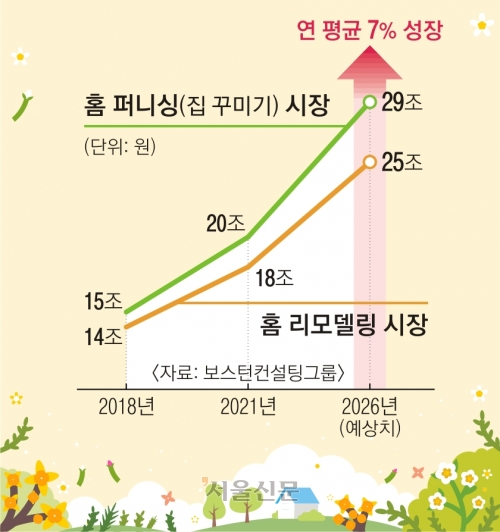 연 평균 7% 성장
홈 퍼니싱(집 꾸미기) 시장
(단위: 원)
29조
25조
20조
18조
15조
14조
홈 리모델링 시장
〈자료: 보스턴컨설팅그룹〉
2018년
2021년
2026년
(예상치)
서울신문